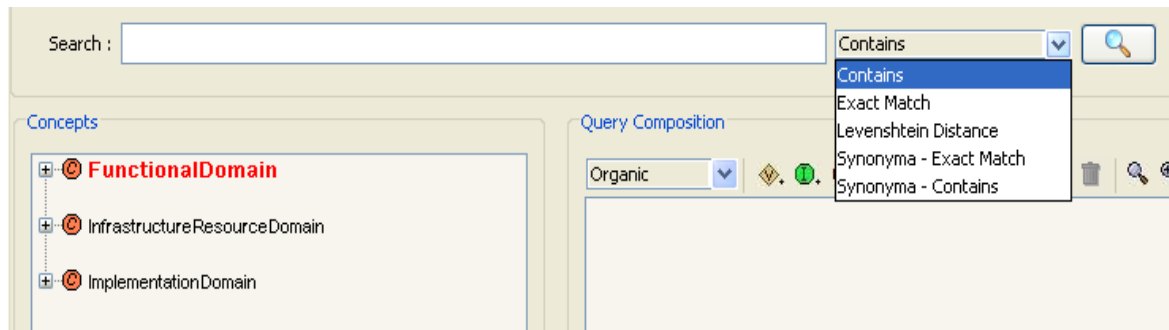 Search :
Contains
Contains
Exact Match
Levenshtein Distance
Synonyma - Exact Match
Synonyma - Contains
Concepts
FunctionalDomain
InfrastructureResourceDomain
ImplementationDomain
Query Composition
Organic